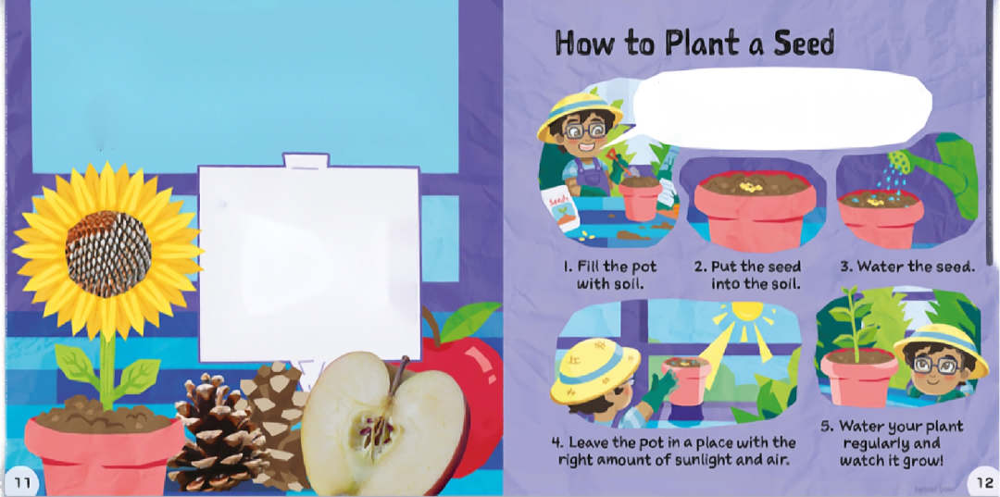 How to Plant a Seed
Seeds
1. Fill the pot
with soil.
2. Put the seed
into the soil.
3. Water the seed.
4. Leave the pot in a place with the
right amount of sunlight and air.
5. Water your plant
regularly and
watch it grow!
11
12